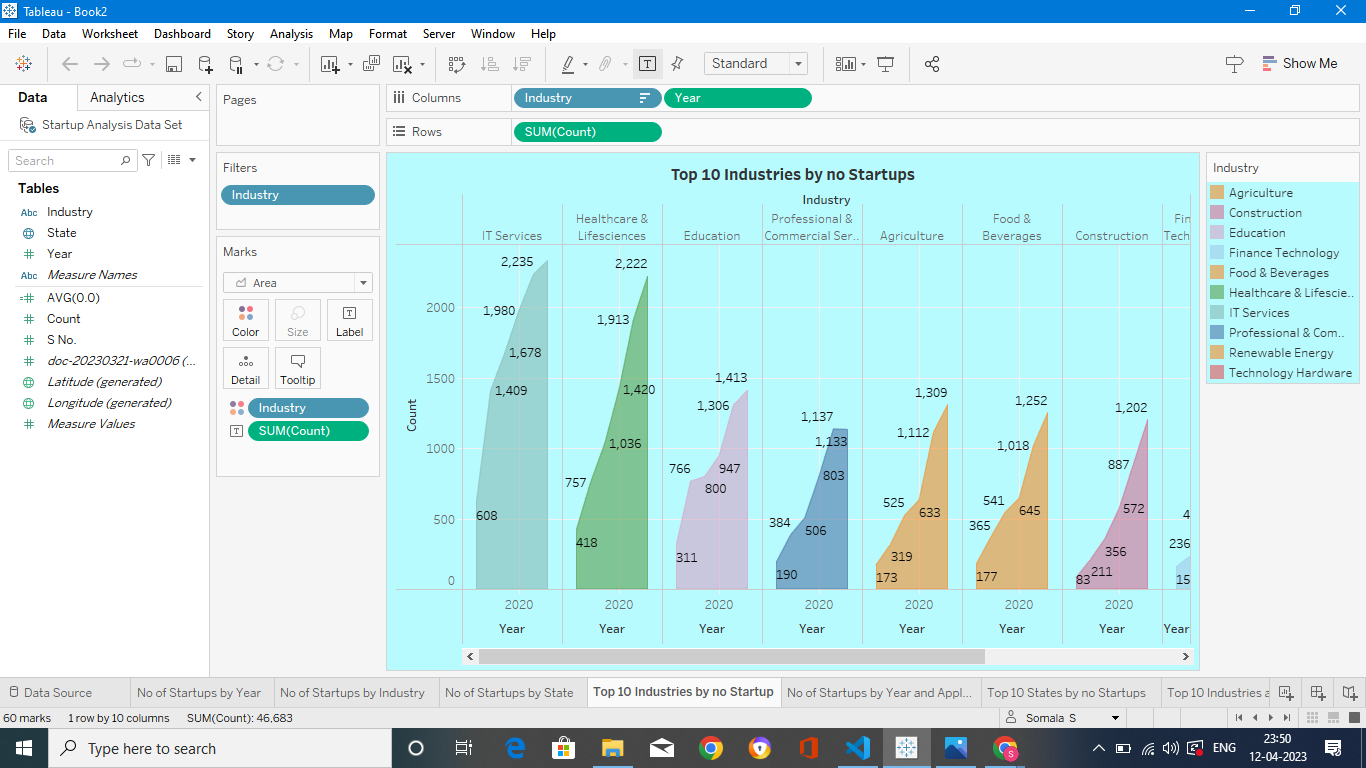 Tableau - Book2
File Data Worksheet Dashboard Story Analysis Map Format Server Window Help
Standard
Show Me
Data Analytics
Startup Analysis Data Set
Search
Tables
Abc Industry
State
# Year
Abc Measure Names
=# AVG(0.0)
# Count
# S No.
# doc-20230321-wa0006 (...
Latitude (generated)
Longitude (generated)
# Measure Values
Pages
Filters
Industry
Marks
Area
Color Size Label
Detail Tooltip
Industry
T SUM(Count)
Columns Industry Year
Rows SUM(Count)
Top 10 Industries by no Startups
Industry
IT Services
Healthcare &
Lifesciences
Education
Professional &
Commercial Ser..
Agriculture
Food &
Beverages
Construction
Fin
Tech
Count
2000
1500
1000
500
0
2,235
1,980
1,678
1,409
608
2,222
1,913
1,420
1,036
757
418
1,413
1,306
947
800
766
311
1,137
1,133
803
506
384
190
1,309
1,112
633
525
319
173
1,252
1,018
645
541
365
177
1,202
887
572
356
211
83
4
236
15
2020 2020 2020 2020 2020 2020 2020
Year Year Year Year Year Year Year Year
Industry
Agriculture
Construction
Education
Finance Technology
Food & Beverages
Healthcare & Lifescie..
IT Services
Professional & Com..
Renewable Energy
Technology Hardware
Data Source No of Startups by Year No of Startups by Industry No of Startups by State Top 10 Industries by no Startup No of Startups by Year and Appl... Top 10 States by no Startups Top 10 Industries a
60 marks 1 row by 10 columns SUM(Count): 46,683 Somala S
Type here to search
ENG
23:50
12-04-2023